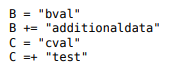 B = "bval"
B += "additionaldata"
C = "cval"
C =+ "test"